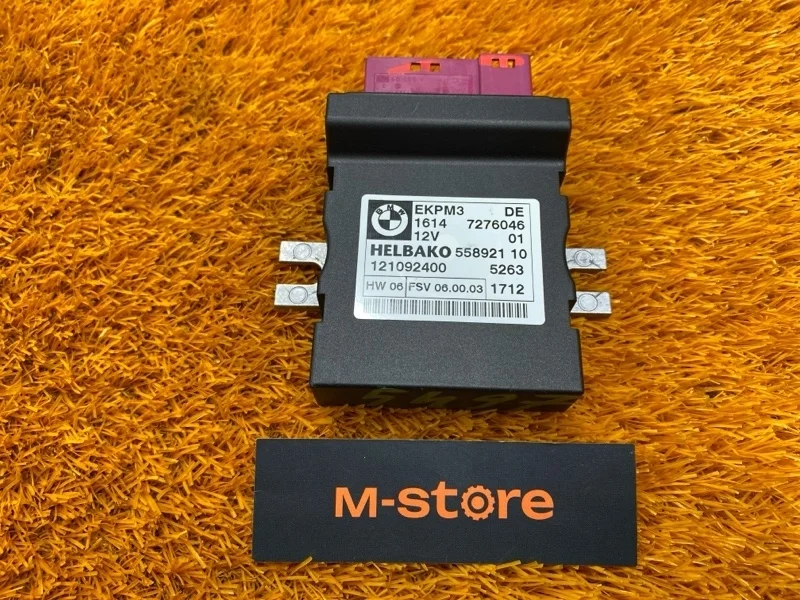 BMW
EKPM3 DE
1614 7276046
12V 01
HELBAKO 558921 10
121092400 5263
HW 06 FSV 06.00.03 1712
M-store